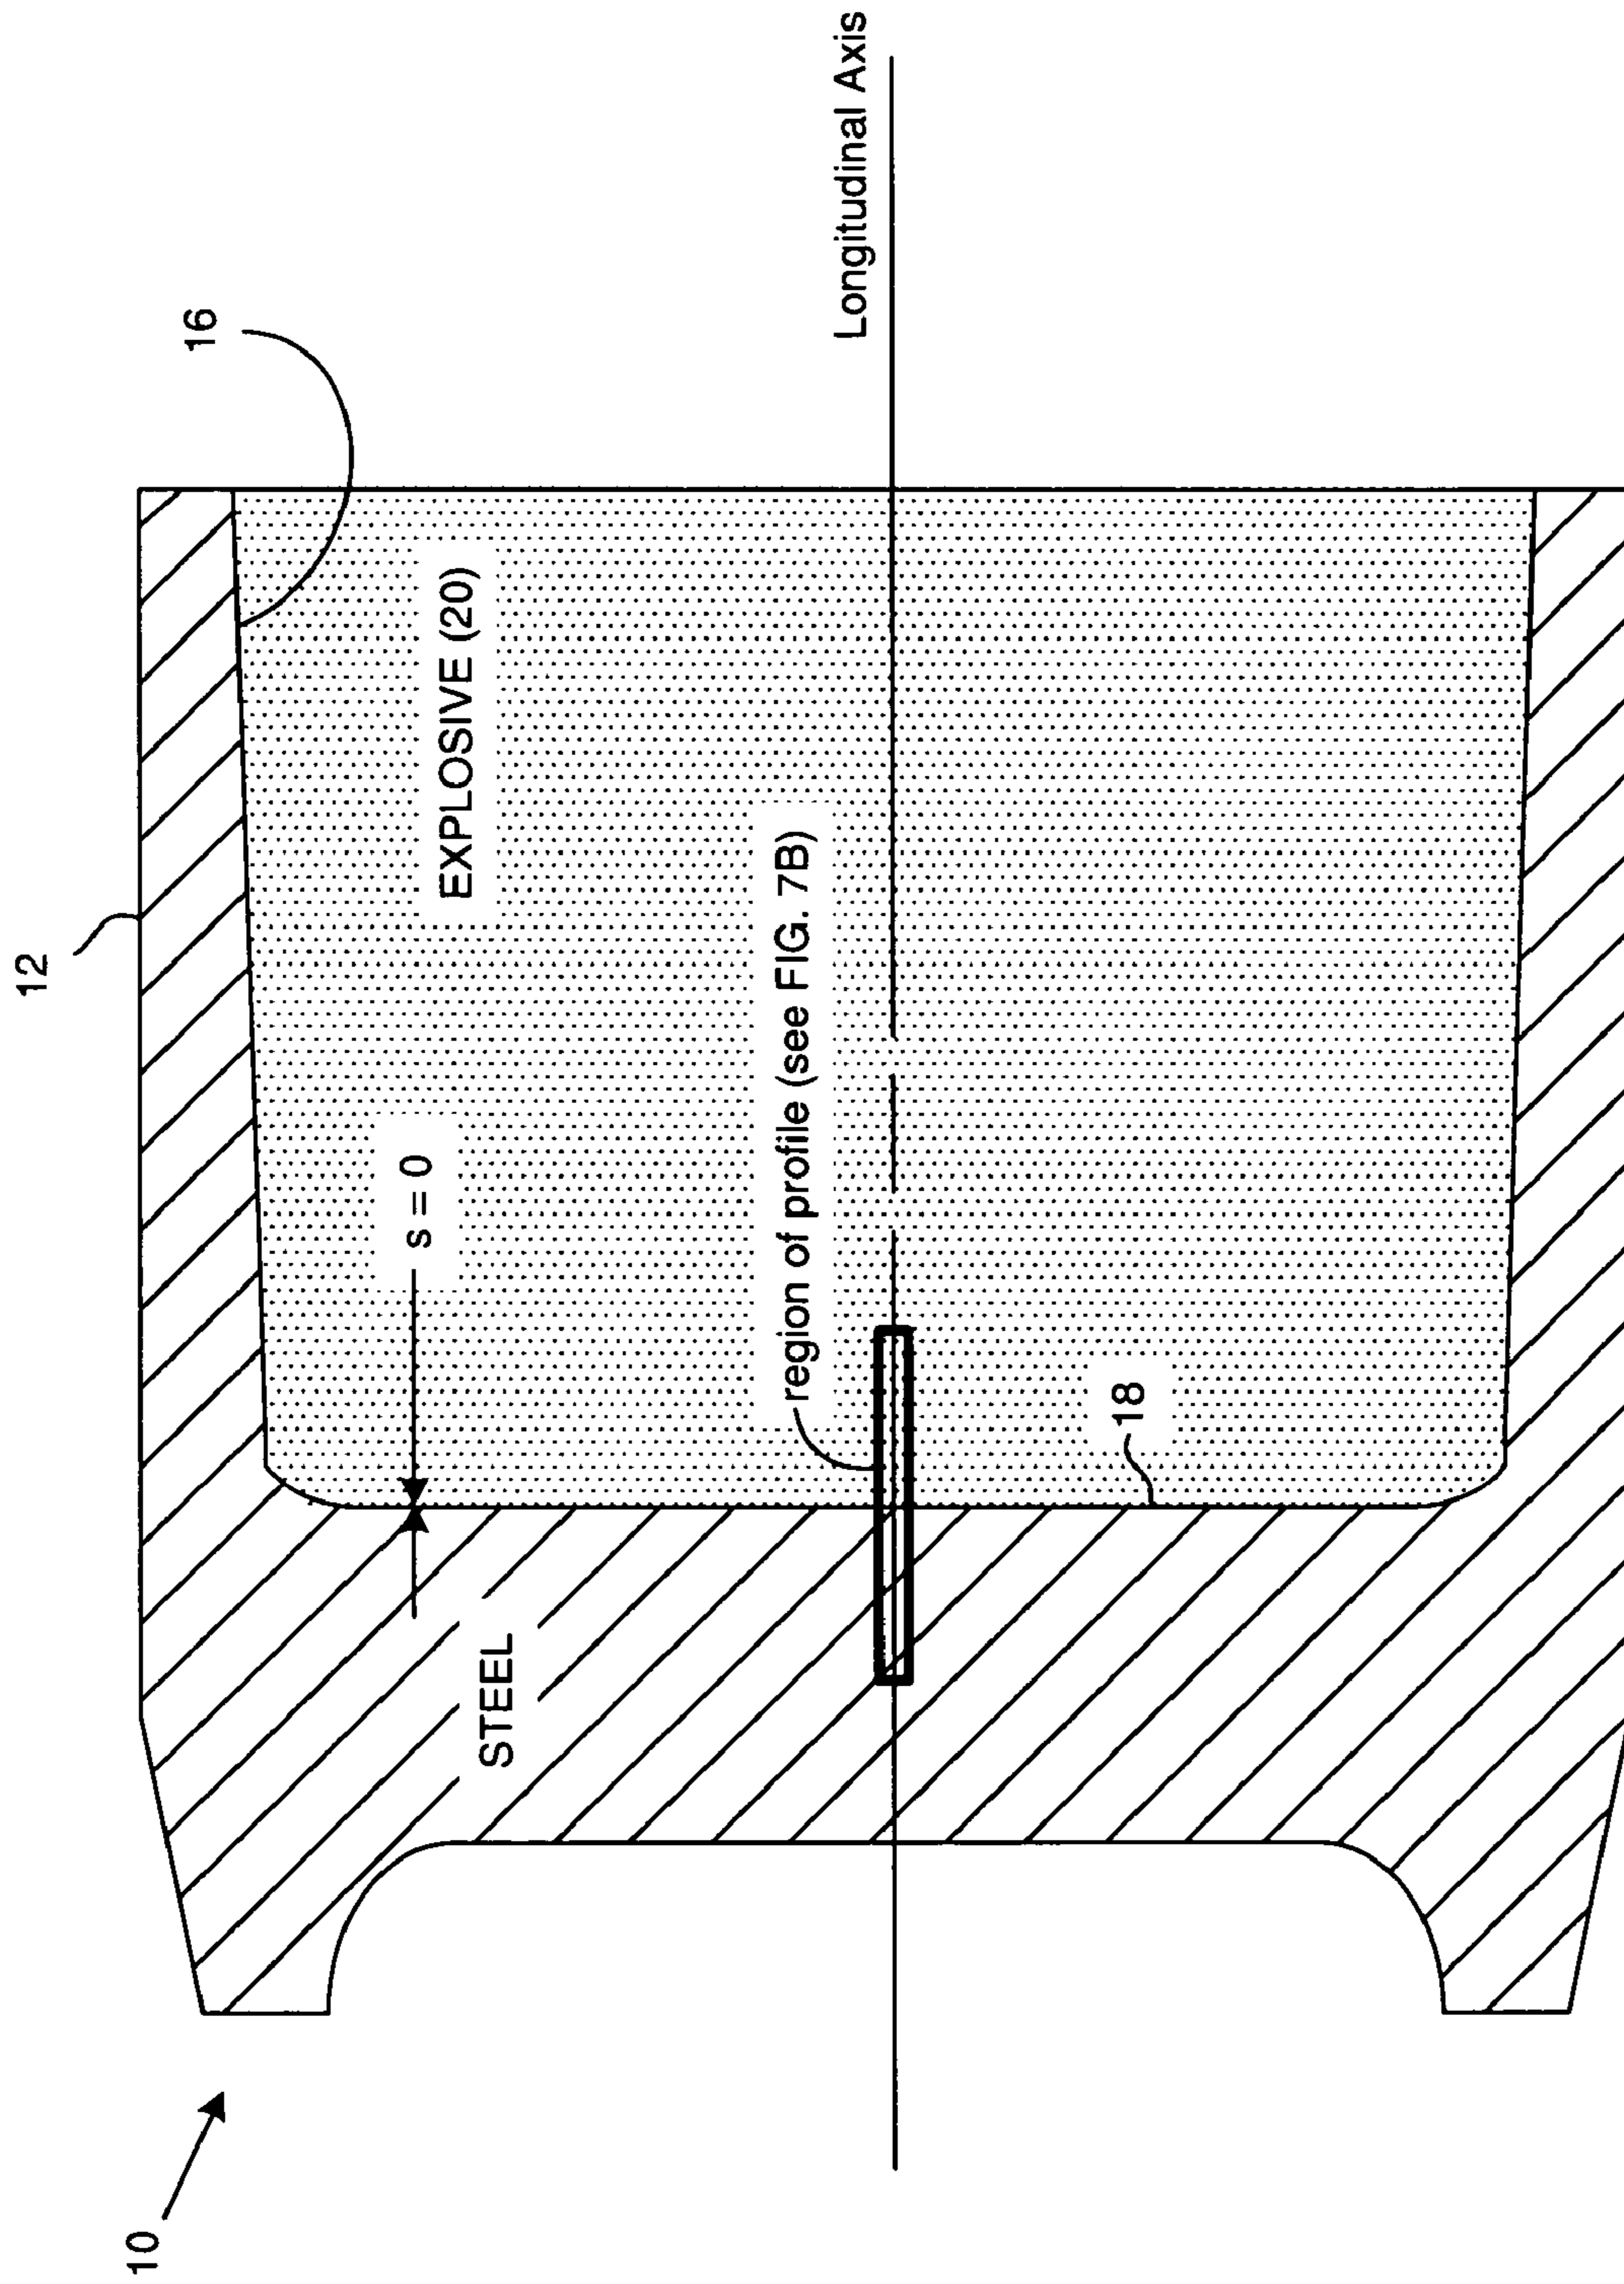 10
12
16
STEEL
s = 0
EXPLOSIVE (20)
region of profile (see FIG. 7B)
Longitudinal Axis
18